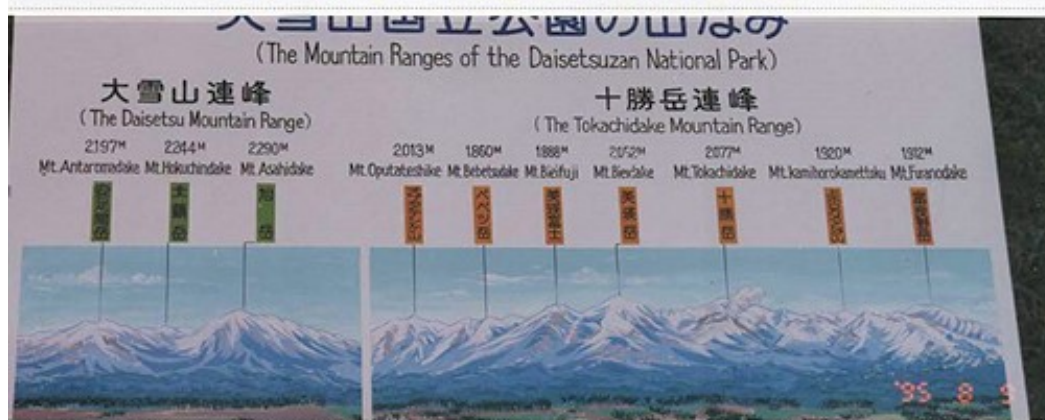 大雪山国立公園の山なみ
(The Mountain Ranges of the Daisetsuzan National Park)
大雪山連峰
(The Daisetsu Mountain Range)
2197M 2244M 2290M
Mt.Antaromadake Mt.Hokuchindake Mt.Asahidake
旭岳
十勝岳連峰
(The Tokachidake Mountain Range)
2013M 1860M 1888M 2052M 2077M 1920M 1912M
Mt.Oputateshike Mt.Bebetsudake Mt.Bieifuji Mt.Bieidake Mt.Tokachidake Mt.kamihorokamettoku Mt.Furanodake
ベベツ岳 美瑛富士 美瑛岳 十勝岳 富良野岳
'95 8 9